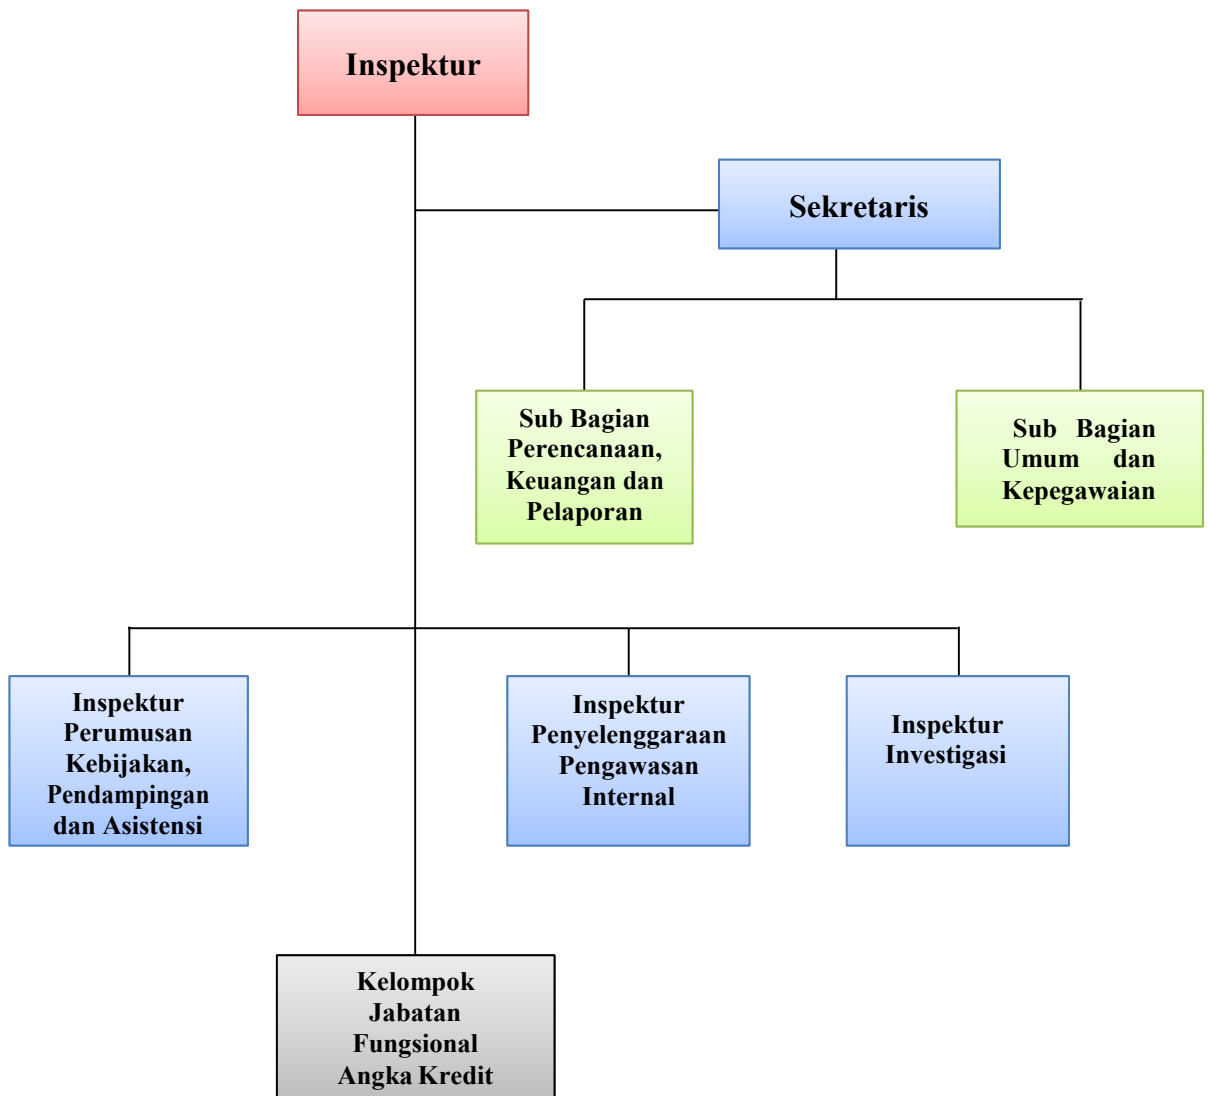 Inspektur
Sekretaris
Sub Bagian
Perencanaan,
Keuangan dan
Pelaporan
Sub Bagian
Umum dan
Kepegawaian
Inspektur
Perumusan
Kebijakan,
Pendampingan
dan Asistensi
Inspektur
Penyelenggaraan
Pengawasan
Internal
Inspektur
Investigasi
Kelompok
Jabatan
Fungsional
Angka Kredit